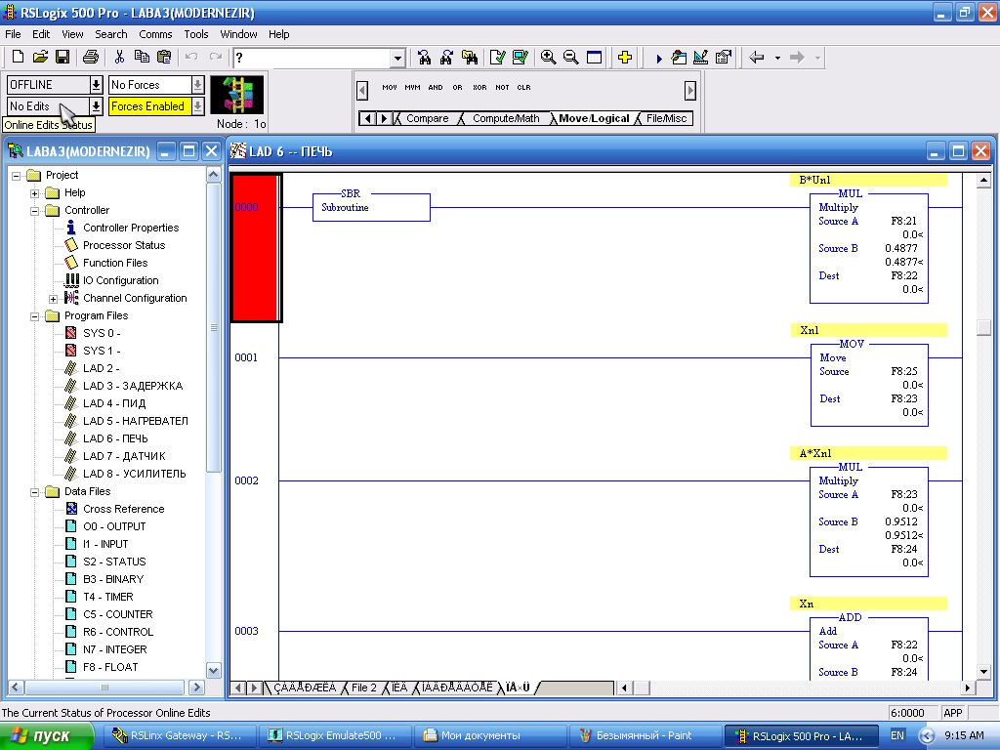 RSLogix 500 Pro - LABA3(MODERNEZIR)
File Edit View Search Comms Tools Window Help
?
OFFLINE No Forces
No Edits Forces Enabled
Online Edits Status
Node : 1o
MOV MVM AND OR XOR NOT CLR
Compare Compute/Math Move/Logical File/Misc
LABA3(MODERNEZIR)
Project
Help
Controller
Controller Properties
Processor Status
Function Files
IO Configuration
Channel Configuration
Program Files
SYS 0 -
SYS 1 -
LAD 2 -
LAD 3 - ЗАДЕРЖКА
LAD 4 - ПИД
LAD 5 - НАГРЕВАТЕЛ
LAD 6 - ПЕЧЬ
LAD 7 - ДАТЧИК
LAD 8 - УСИЛИТЕЛЬ
Data Files
Cross Reference
O0 - OUTPUT
I1 - INPUT
S2 - STATUS
B3 - BINARY
T4 - TIMER
C5 - COUNTER
R6 - CONTROL
N7 - INTEGER
F8 - FLOAT
LAD 6 -- ПЕЧЬ
0000
SBR
Subroutine
B*Un1
MUL
Multiply
Source A F8:21
0.0<
Source B 0.4877
0.4877<
Dest F8:22
0.0<
0001
Xn1
MOV
Move
Source F8:25
0.0<
Dest F8:23
0.0<
0002
A*Xn1
MUL
Multiply
Source A F8:23
0.0<
Source B 0.9512
0.9512<
Dest F8:24
0.0<
0003
Xn
ADD
Add
Source A F8:22
0.0<
Source B F8:24
File 2
The Current Status of Processor Online Edits
6:0000 APP
пуск
RSLinx Gateway - RS...
RSLogix Emulate500 ...
Мои документы
Безымянный - Paint
RSLogix 500 Pro - LA...
EN
9:15 AM